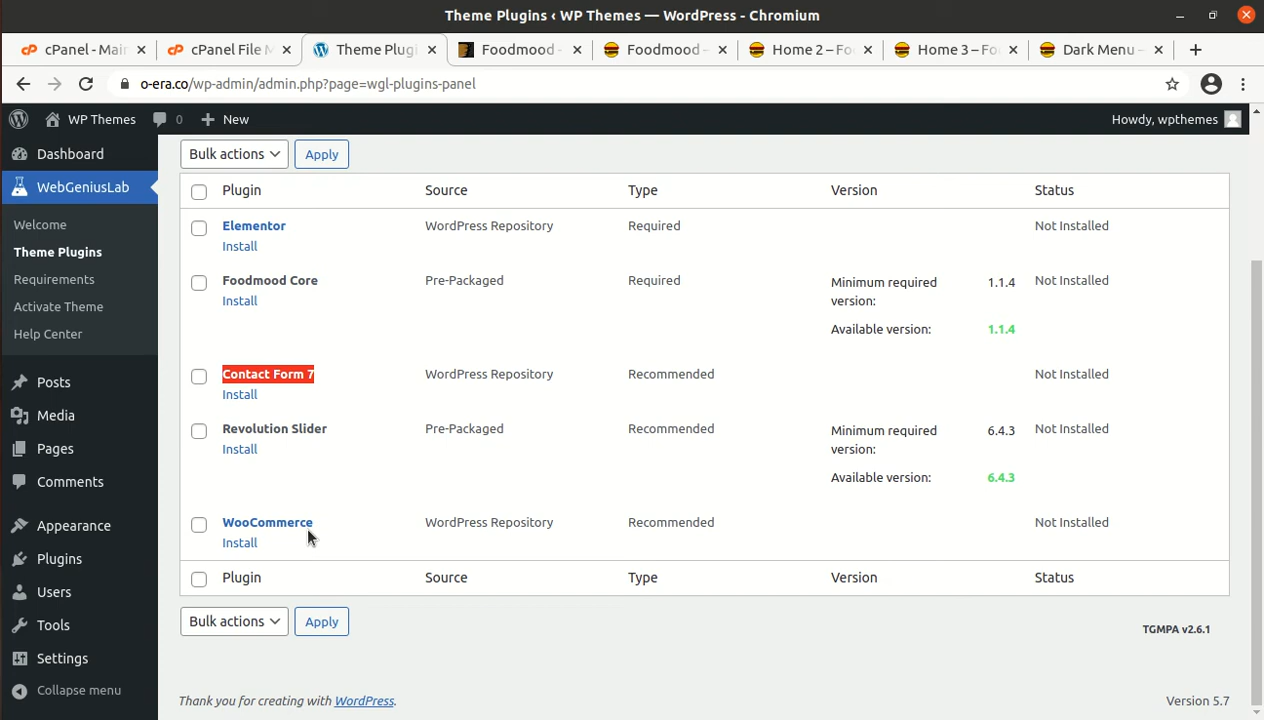 Theme Plugins ‹ WP Themes — WordPress - Chromium
cPanel - Main
cPanel File M
Theme Plugi
Foodmood -
Foodmood –
Home 2 – Fo
Home 3 – Fo
Dark Menu –
o-era.co/wp-admin/admin.php?page=wgl-plugins-panel
WP Themes 0 New Howdy, wpthemes
Dashboard
WebGeniusLab
Welcome
Theme Plugins
Requirements
Activate Theme
Help Center
Posts
Media
Pages
Comments
Appearance
Plugins
Users
Tools
Settings
Collapse menu
Bulk actions Apply
Plugin Source Type Version Status
Elementor WordPress Repository Required Not Installed
Install
Foodmood Core Pre-Packaged Required Minimum required version: 1.1.4 Not Installed
Install
Available version: 1.1.4
Contact Form 7 WordPress Repository Recommended Not Installed
Install
Revolution Slider Pre-Packaged Recommended Minimum required version: 6.4.3 Not Installed
Install
Available version: 6.4.3
WooCommerce WordPress Repository Recommended Not Installed
Install
Plugin Source Type Version Status
Bulk actions Apply
TGMPA v2.6.1
Thank you for creating with WordPress. Version 5.7